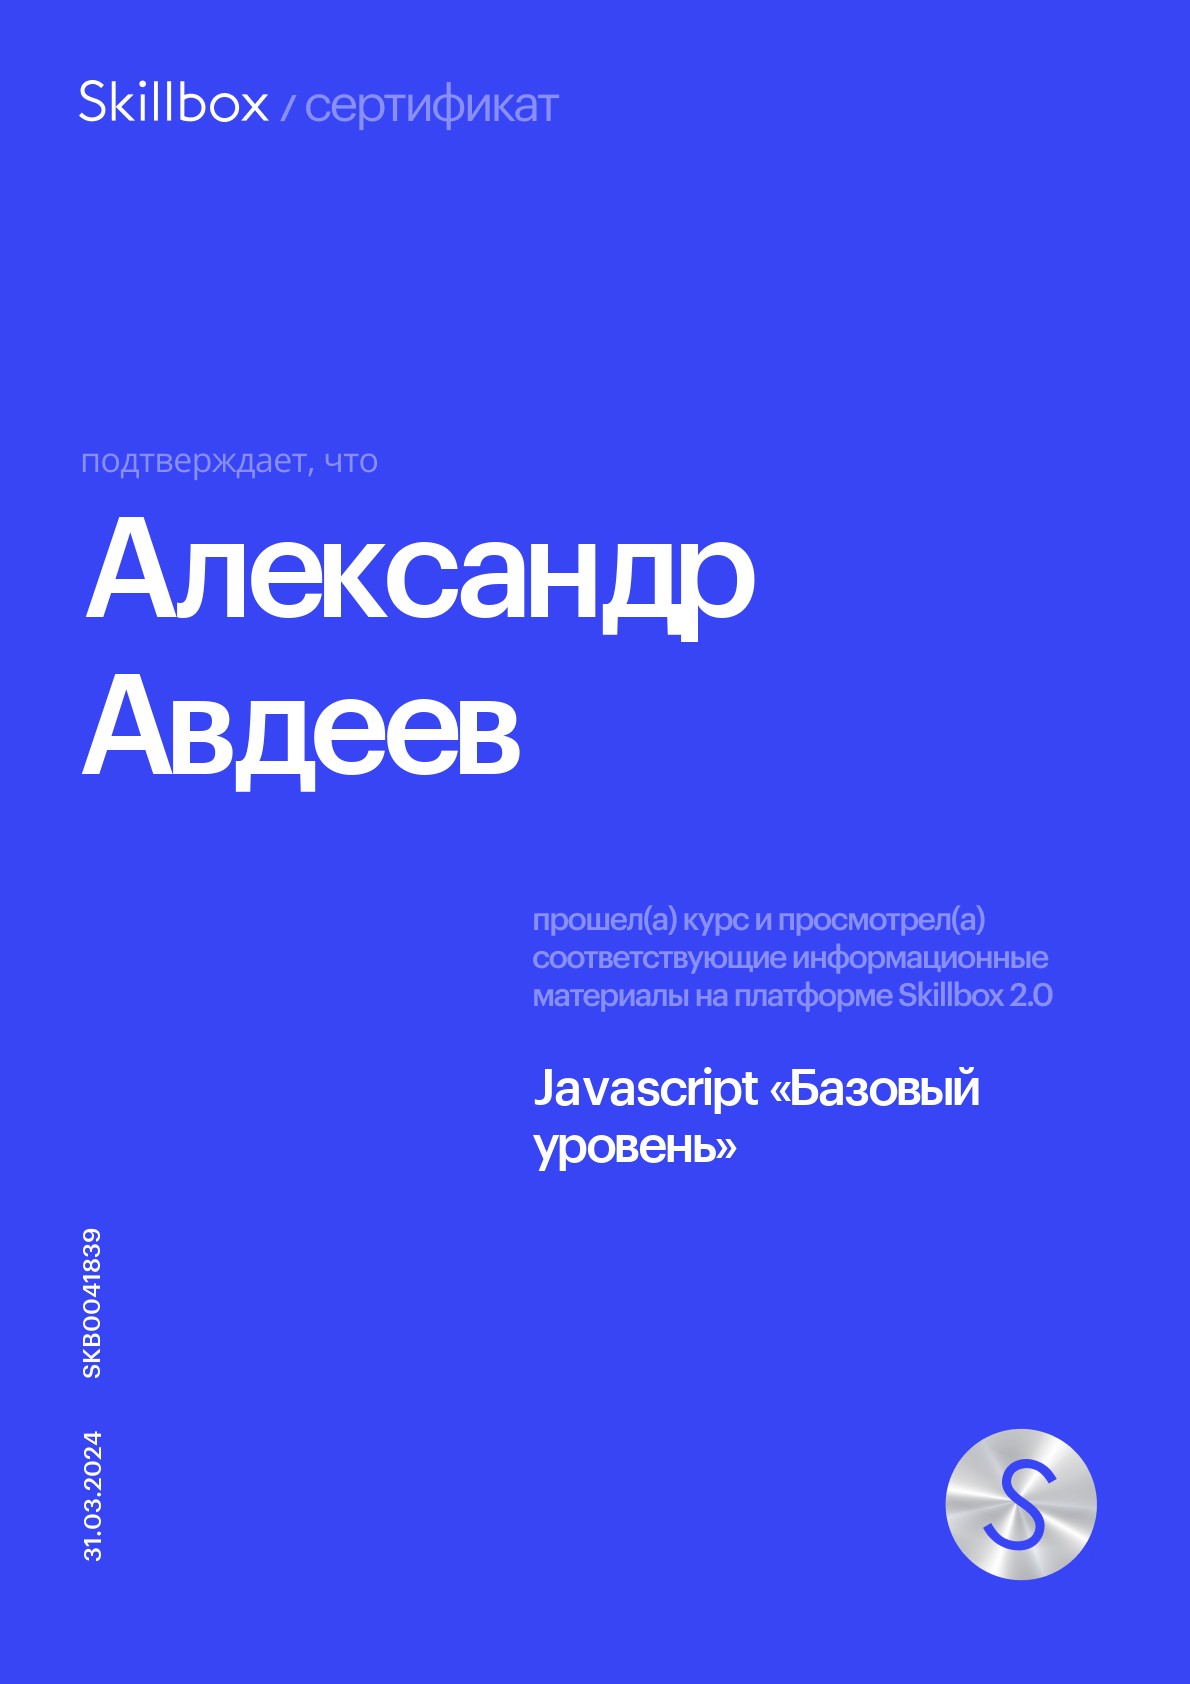 Skillbox / сертификат
подтверждает, что
Александр
Авдеев
прошел(а) курс и просмотрел(а)
соответствующие информационные
материалы на платформе Skillbox 2.0
Javascript «Базовый
уровень»
SKB0041839
31.03.2024
S